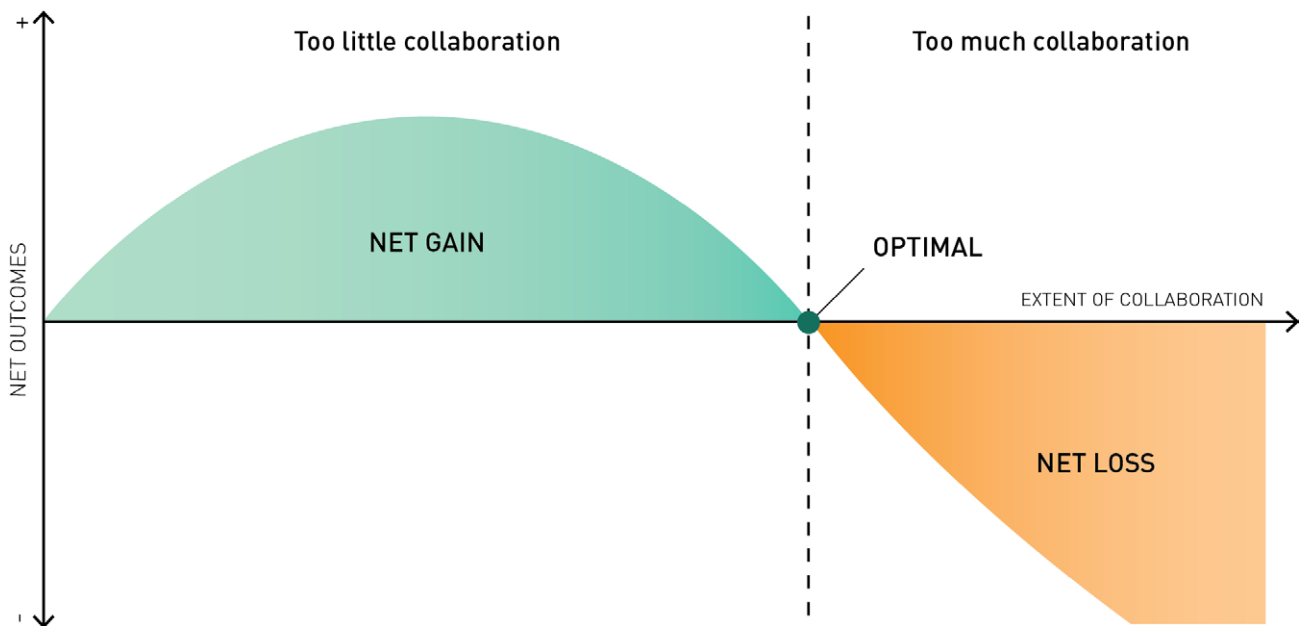 +
Too little collaboration
Too much collaboration
NET GAIN
OPTIMAL
EXTENT OF COLLABORATION
NET OUTCOMES
NET LOSS
-